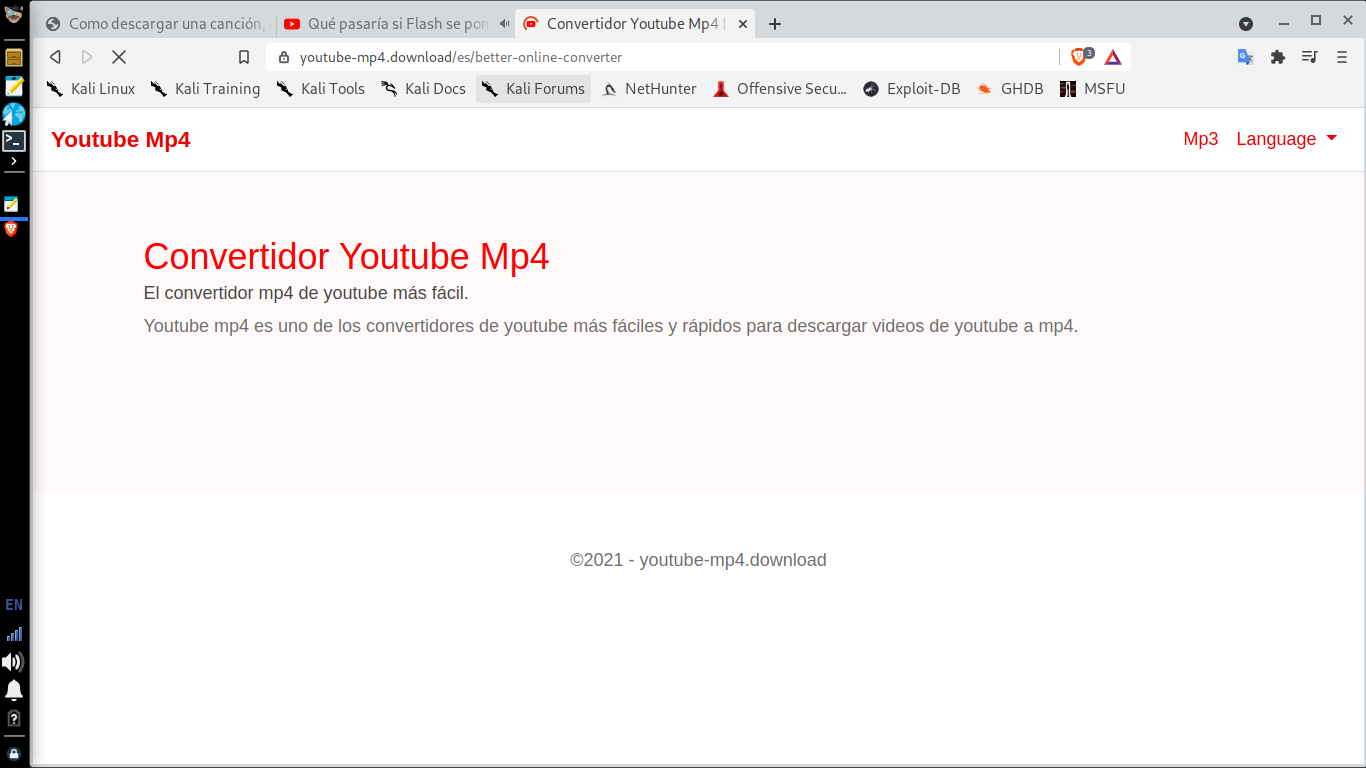 Como descargar una canción,
Qué pasaría si Flash se pon
Convertidor Youtube Mp4 |
youtube-mp4.download/es/better-online-converter
3
Kali Linux
Kali Training
Kali Tools
Kali Docs
Kali Forums
NetHunter
Offensive Secu...
Exploit-DB
GHDB
MSFU
Youtube Mp4
Mp3
Language
Convertidor Youtube Mp4
El convertidor mp4 de youtube más fácil.
Youtube mp4 es uno de los convertidores de youtube más fáciles y rápidos para descargar videos de youtube a mp4.
©2021 - youtube-mp4.download
EN